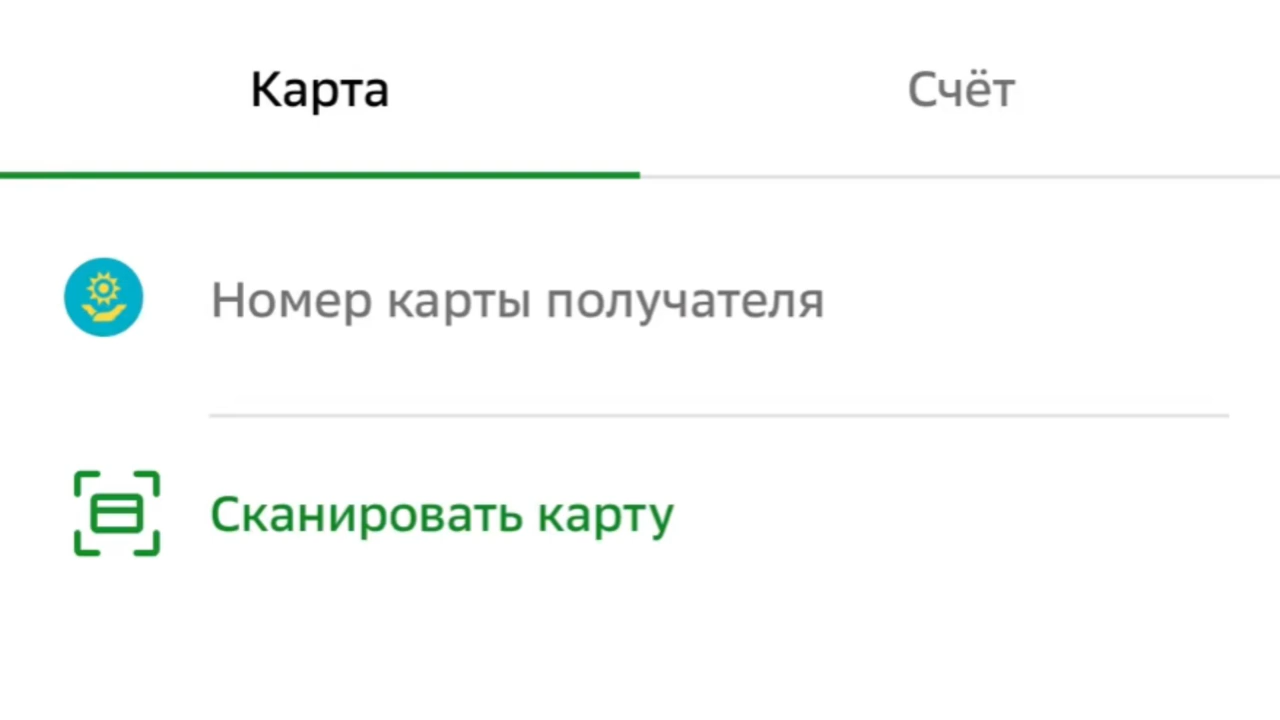 Карта
Счёт
Номер карты получателя
Сканировать карту